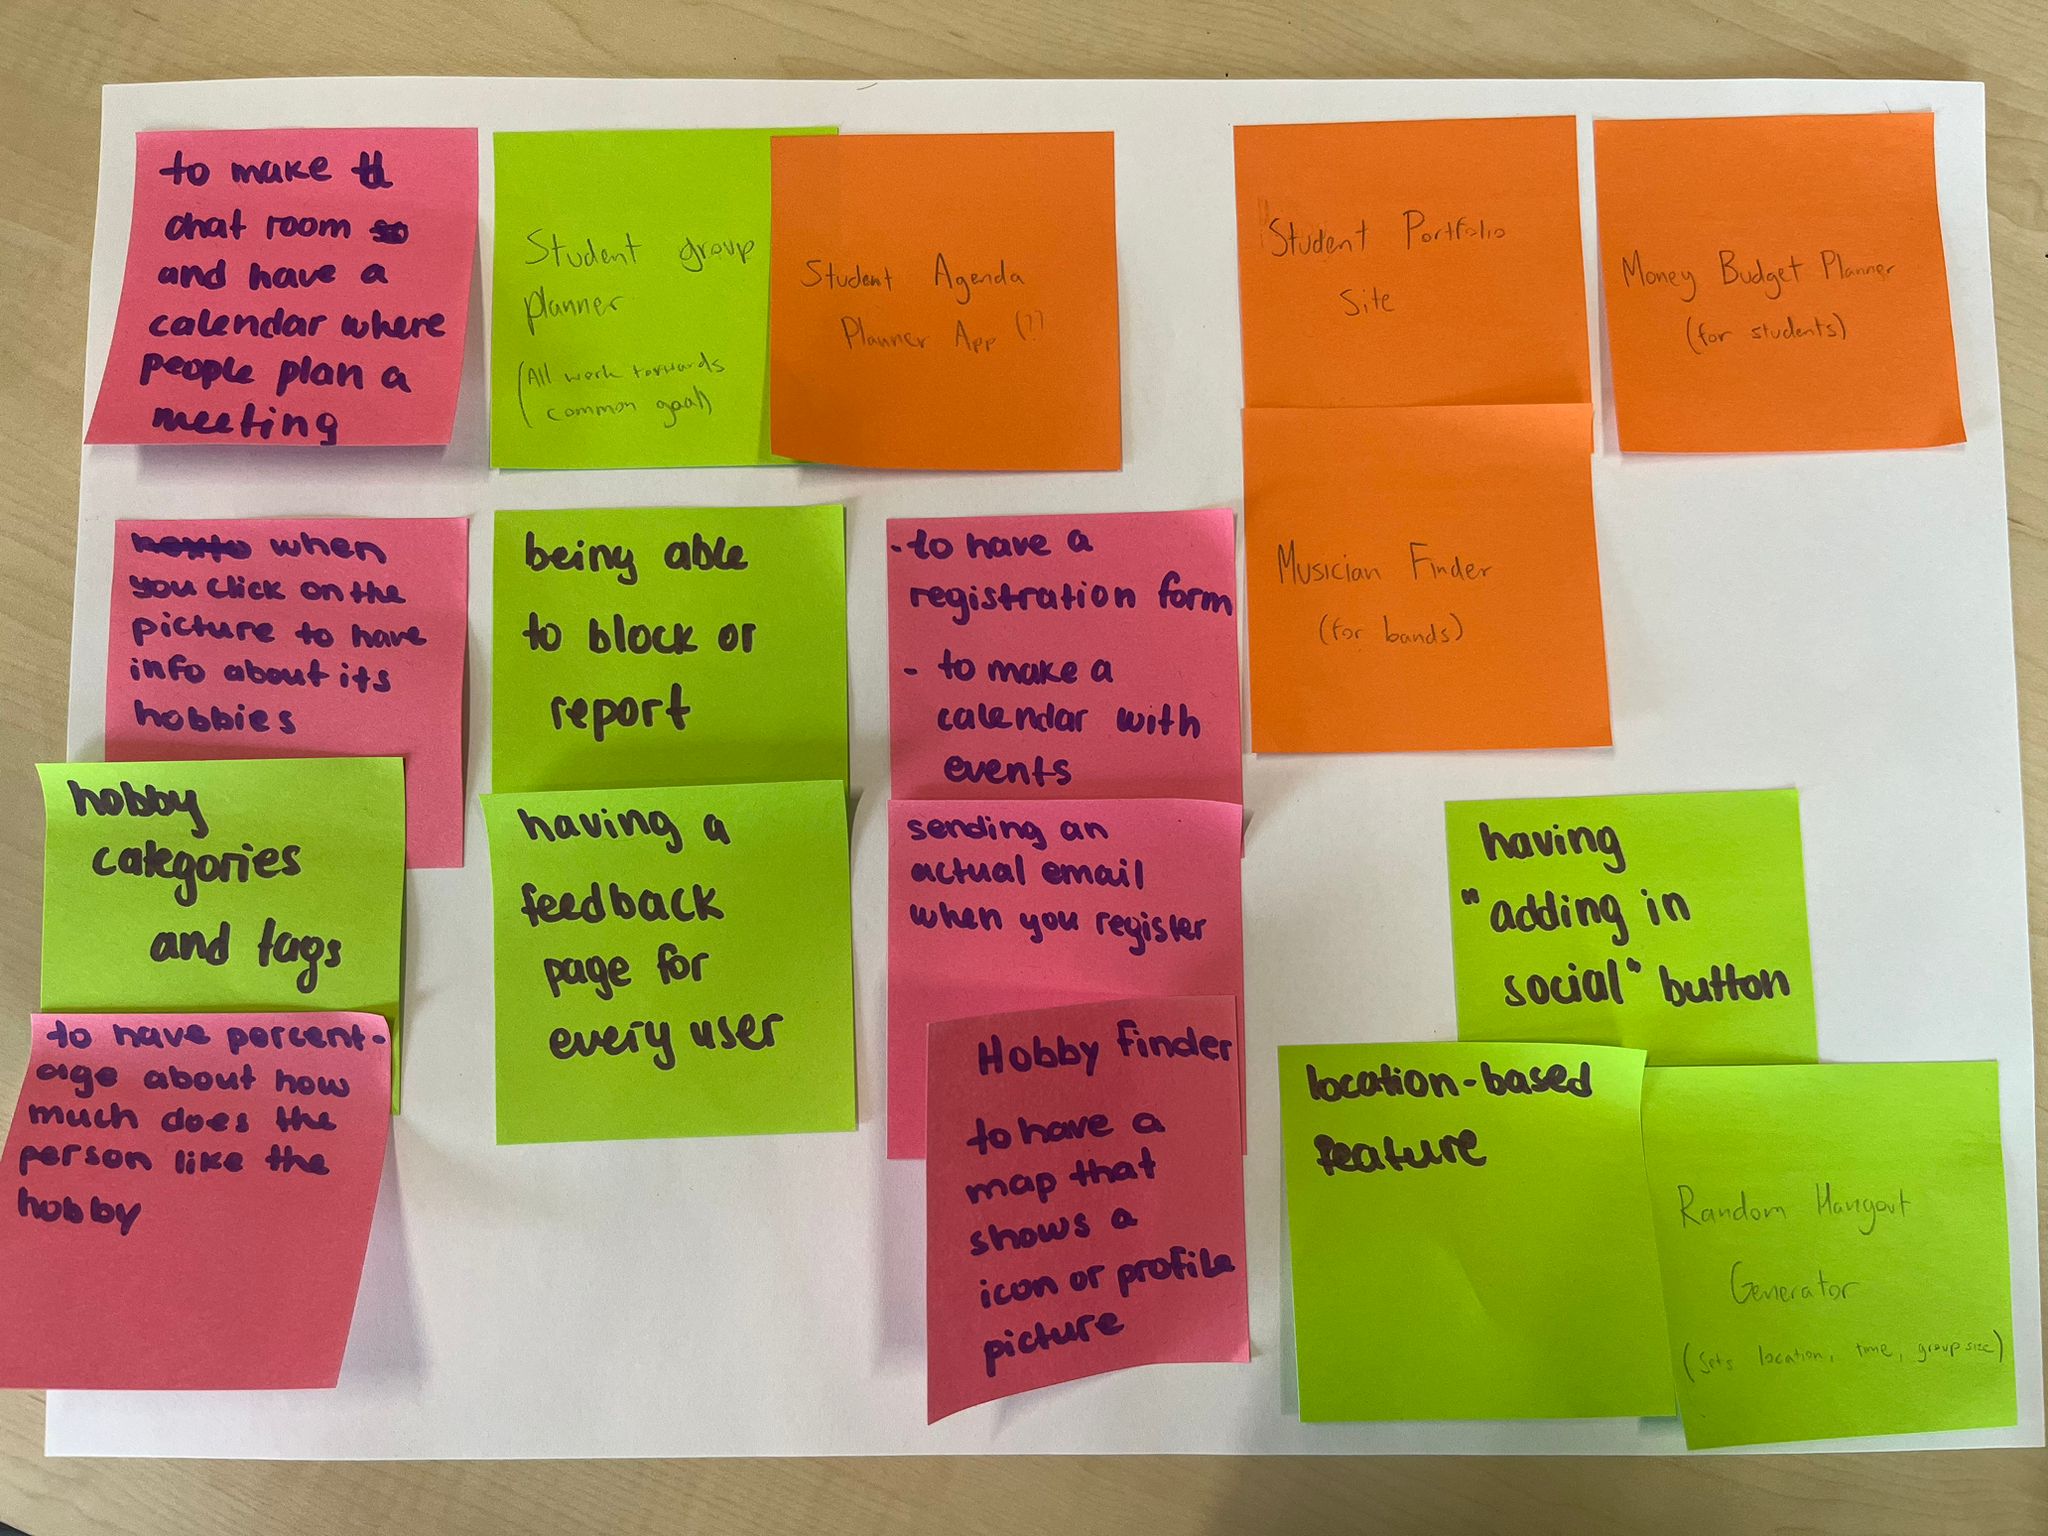 to make th
chat room so
and have a
calendar where
people plan a
meeting
Student group
planner
(All work torwards
common goal)
Student Agenda
Planner App (??
Student Portfolio
Site
Money Budget Planner
(for students)
when
you click on the
picture to have
info about its
hobbies
being able
to block or
report
- to have a
registration form
- to make a
calendar with
events
Musician Finder
(for bands)
hobby
categories
and tags
having a
feedback
page for
every user
sending an
actual email
when you register
having
"adding in
social" button
to have percent-
age about how
much does the
person like the
hobby
Hobby finder
to have a
map that
shows a
icon or profile
picture
location-based
feature
Random Hangout
Generator
(Sets location, time, group size)